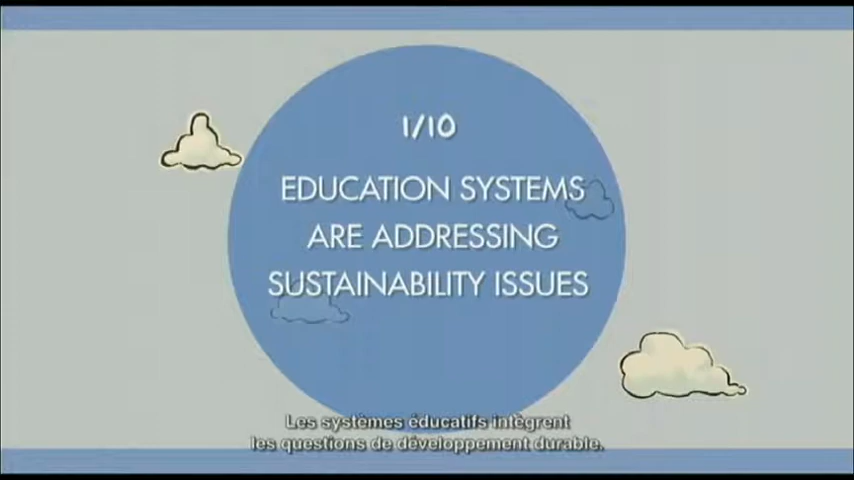 1/10
EDUCATION SYSTEMS
ARE ADDRESSING
SUSTAINABILITY ISSUES
Les systèmes éducatifs intègrent
les questions de développement durable.